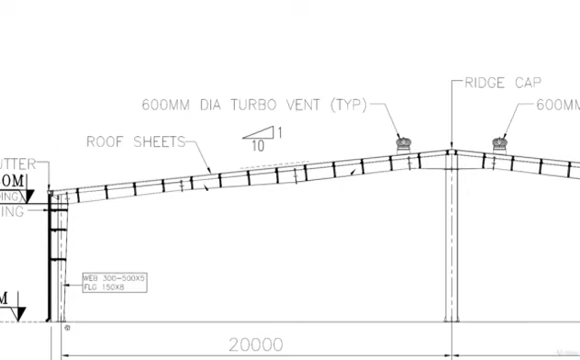 RIDGE CAP
600MM DIA TURBO VENT (TYP)
600MM
1
10
ROOF SHEETS
UTTER
0M
DING)
ING
WEB 300-500X5
FLG 150X8
M
20000